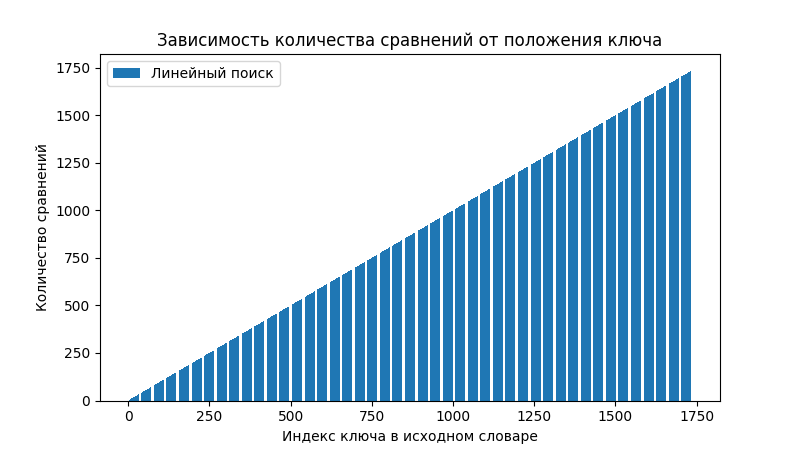 Зависимость количества сравнений от положения ключа
Линейный поиск
Количество сравнений
1750
1500
1250
1000
750
500
250
0
0 250 500 750 1000 1250 1500 1750
Индекс ключа в исходном словаре